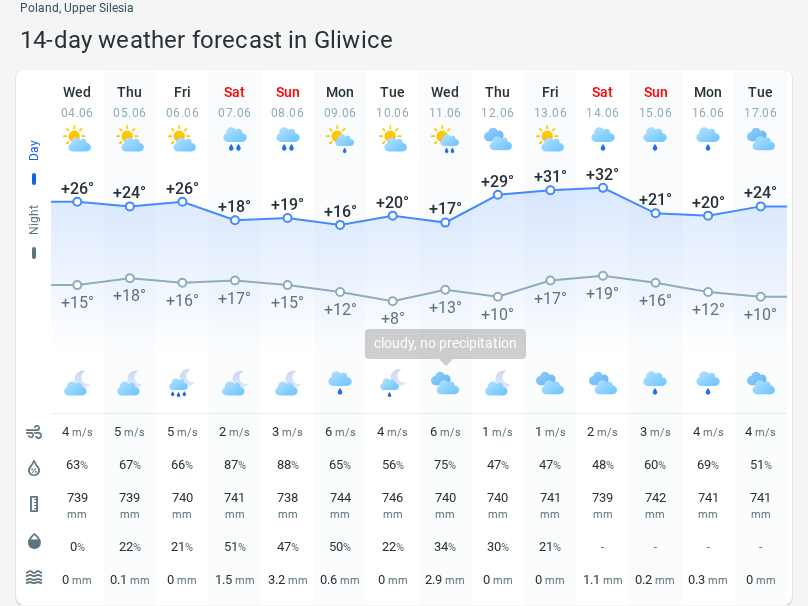 Poland, Upper Silesia
14-day weather forecast in Gliwice
Wed Thu Fri Sat Sun Mon Tue Wed Thu Fri Sat Sun Mon Tue
04.06 05.06 06.06 07.06 08.06 09.06 10.06 11.06 12.06 13.06 14.06 15.06 16.06 17.06
Day
+26° +24° +26° +18° +19° +16° +20° +17° +29° +31° +32° +21° +20° +24°
Night
+15° +18° +16° +17° +15° +12° +8° +13° +10° +17° +19° +16° +12° +10°
cloudy, no precipitation
4 m/s 5 m/s 5 m/s 2 m/s 3 m/s 6 m/s 4 m/s 6 m/s 1 m/s 1 m/s 2 m/s 3 m/s 4 m/s 4 m/s
63% 67% 66% 87% 88% 65% 56% 75% 47% 47% 48% 60% 69% 51%
739 739 740 741 738 744 746 740 740 741 739 742 741 741
mm mm mm mm mm mm mm mm mm mm mm mm mm mm
0% 22% 21% 51% 47% 50% 22% 34% 30% 21% - - - -
0 mm 0.1 mm 0 mm 1.5 mm 3.2 mm 0.6 mm 0 mm 2.9 mm 0 mm 0 mm 1.1 mm 0.2 mm 0.3 mm 0 mm